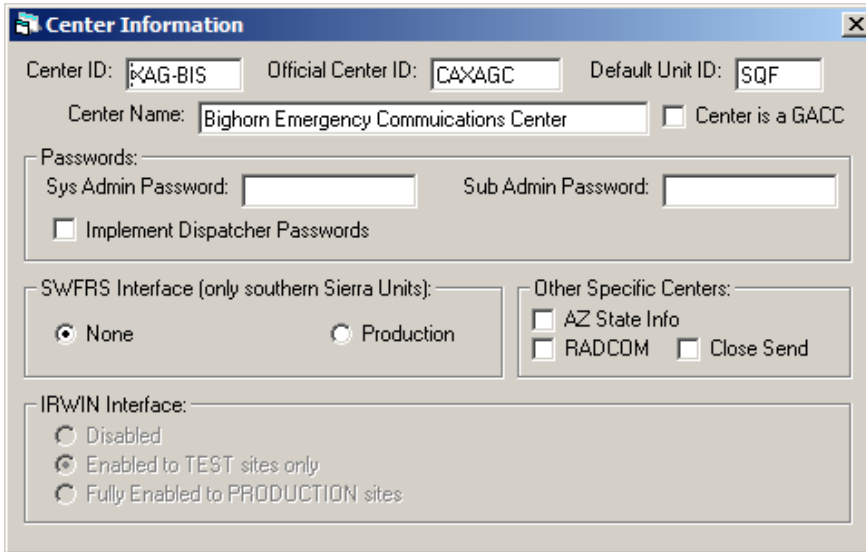 Center Information
Center ID: XAG-BIS Official Center ID: CAXAGC Default Unit ID: SQF
Center Name: Bighorn Emergency Commuications Center Center is a GACC
Passwords:
Sys Admin Password: Sub Admin Password:
Implement Dispatcher Passwords
SWFRS Interface (only southern Sierra Units): Other Specific Centers:
None Production AZ State Info
RADCOM Close Send
IRWIN Interface:
Disabled
Enabled to TEST sites only
Fully Enabled to PRODUCTION sites